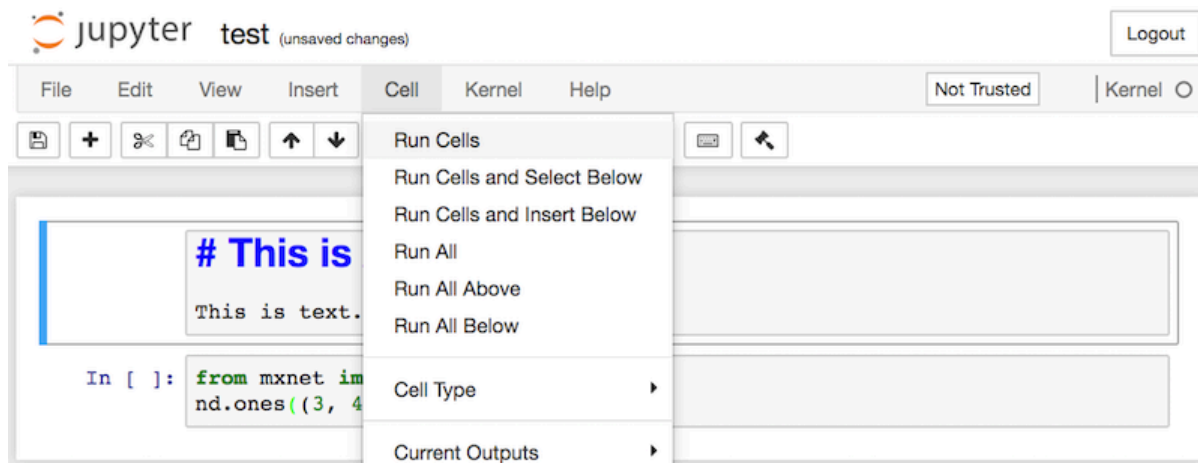 jupyter test (unsaved changes) Logout
File Edit View Insert Cell Kernel Help Not Trusted Kernel
Run Cells
Run Cells and Select Below
Run Cells and Insert Below
Run All
Run All Above
Run All Below
Cell Type
Current Outputs
# This is
This is text.
In [ ]: from mxnet im
nd.ones((3, 4